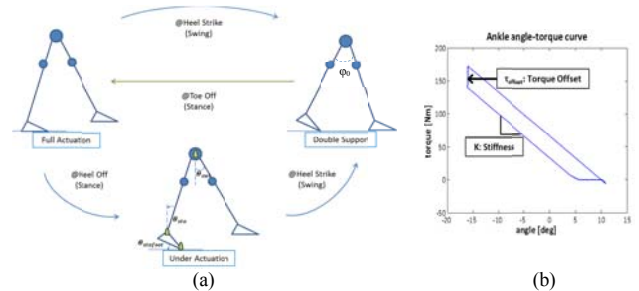 @Heel Strike
(Swing)
φ₀
@Toe Off
(Stance)
Full Actuation
Double Suppor
@Heel Off
(Stance)
@Heel Strike
(Swing)
Under Actuation
(a)
Ankle angle-torque curve
200
150
100
50
0
-50
-20
-15
-10
-5
0
5
10
15
torque [Nm]
angle [deg]
τoffset: Torque Offset
K: Stiffness
(b)